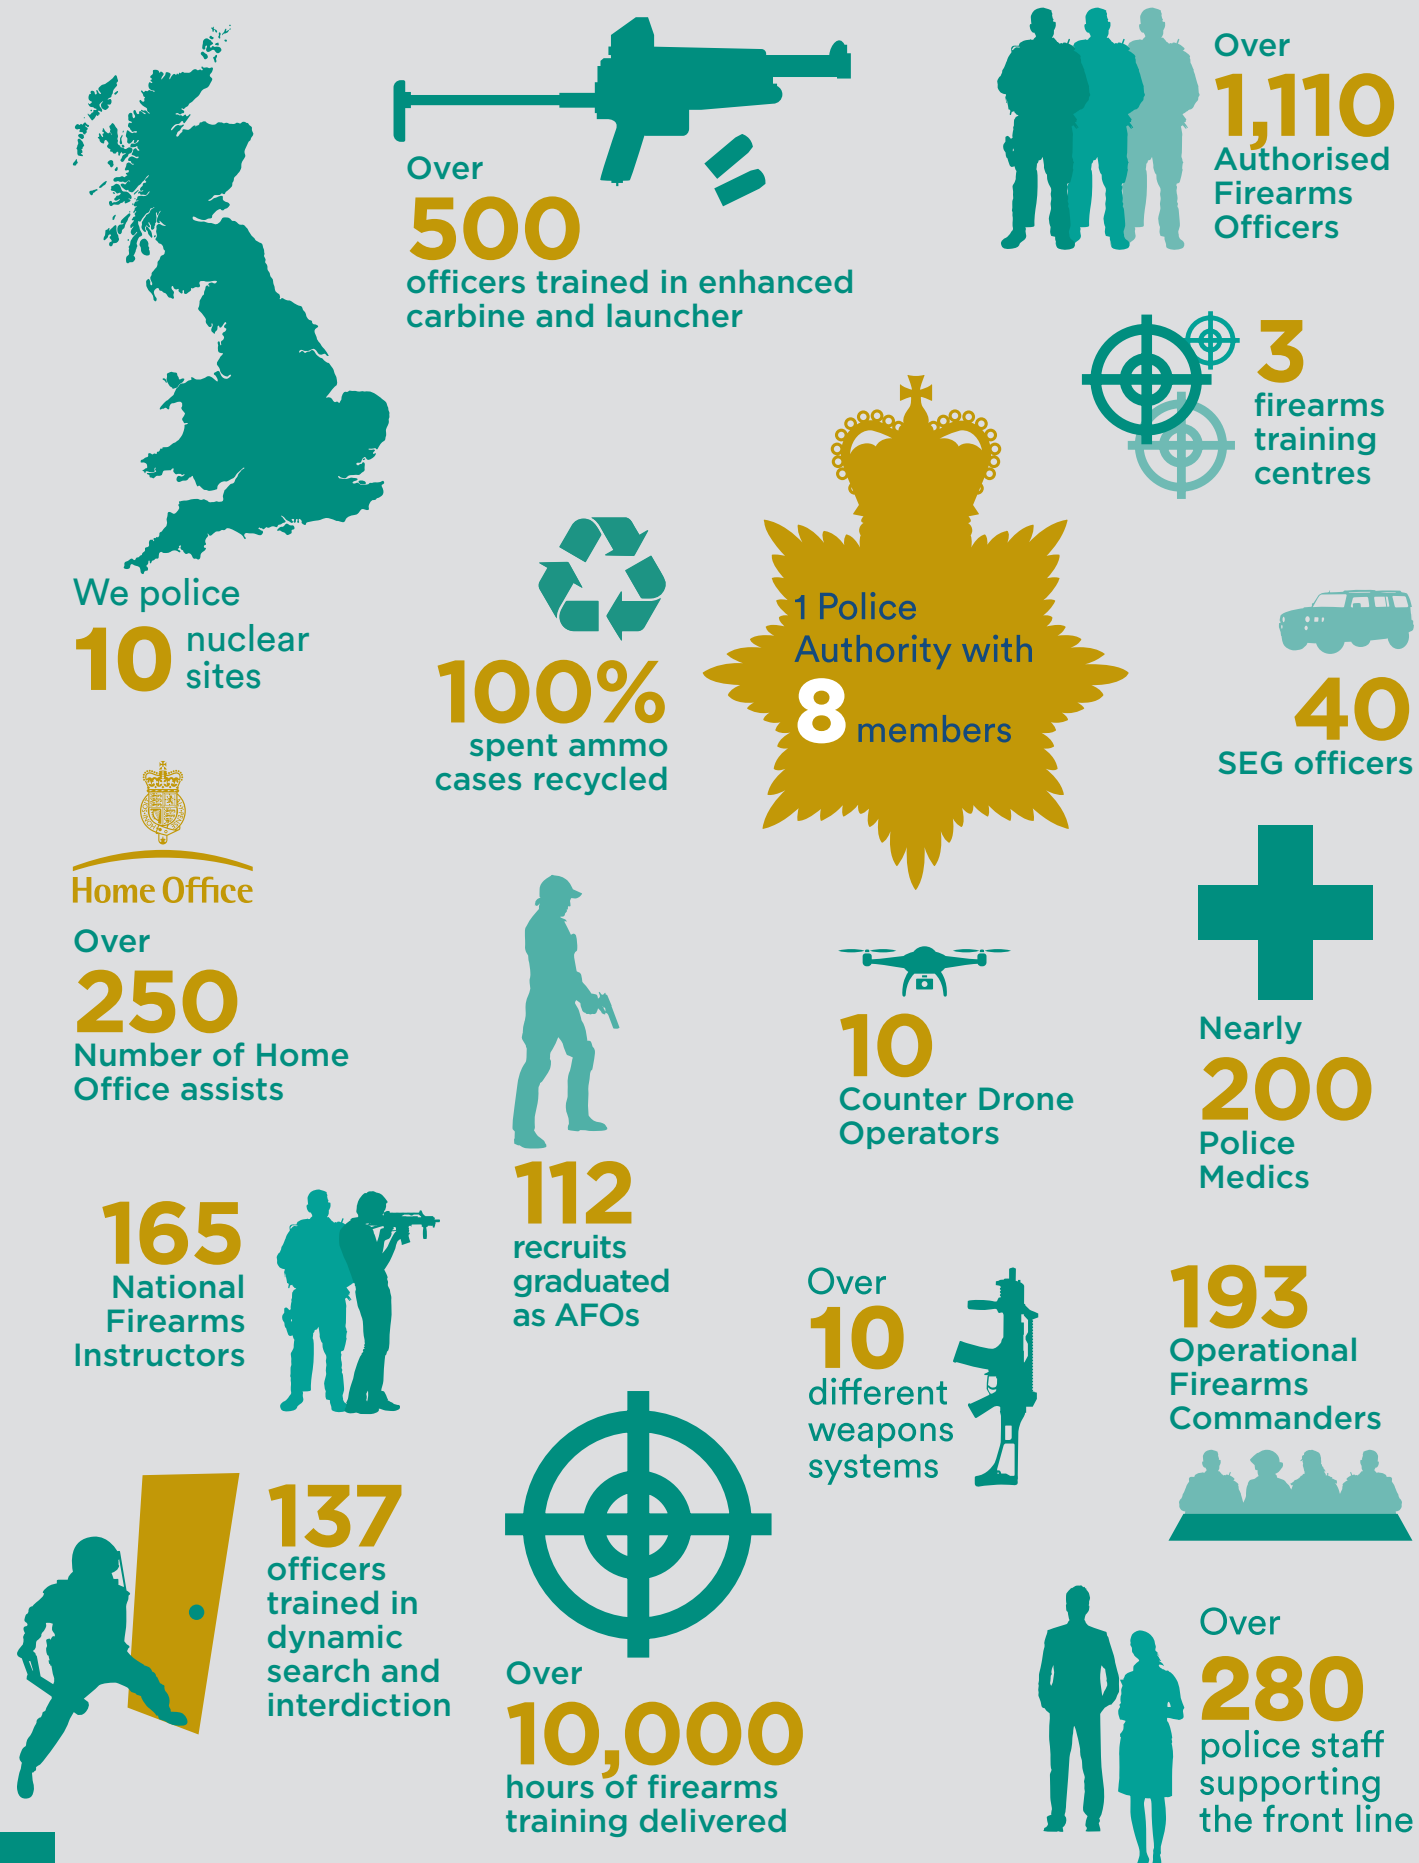 Over
500
officers trained in enhanced
carbine and launcher
Over
1,110
Authorised
Firearms
Officers
3
firearms
training
centres
We police
10 nuclear
sites
100%
spent ammo
cases recycled
1 Police
Authority with
8 members
40
SEG officers
Home Office
Over
250
Number of Home
Office assists
112
recruits
graduated
as AFOs
10
Counter Drone
Operators
Nearly
200
Police
Medics
165
National
Firearms
Instructors
Over
10
different
weapons
systems
193
Operational
Firearms
Commanders
137
officers
trained in
dynamic
search and
interdiction
Over
10,000
hours of firearms
training delivered
Over
280
police staff
supporting
the front line